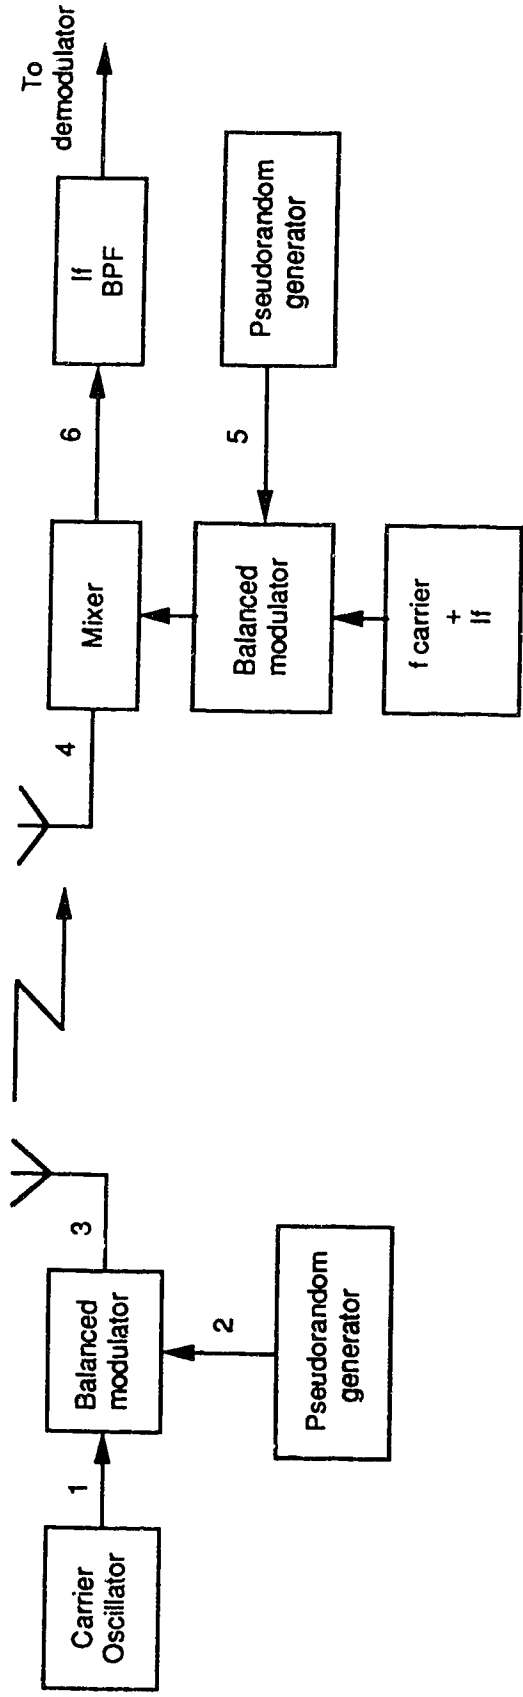 Carrier
Oscillator
1
Balanced
modulator
2
Pseudorandom
generator
3
4
Mixer
Balanced
modulator
f carrier
+
If
5
Pseudorandom
generator
6
If
BPF
To
demodulator